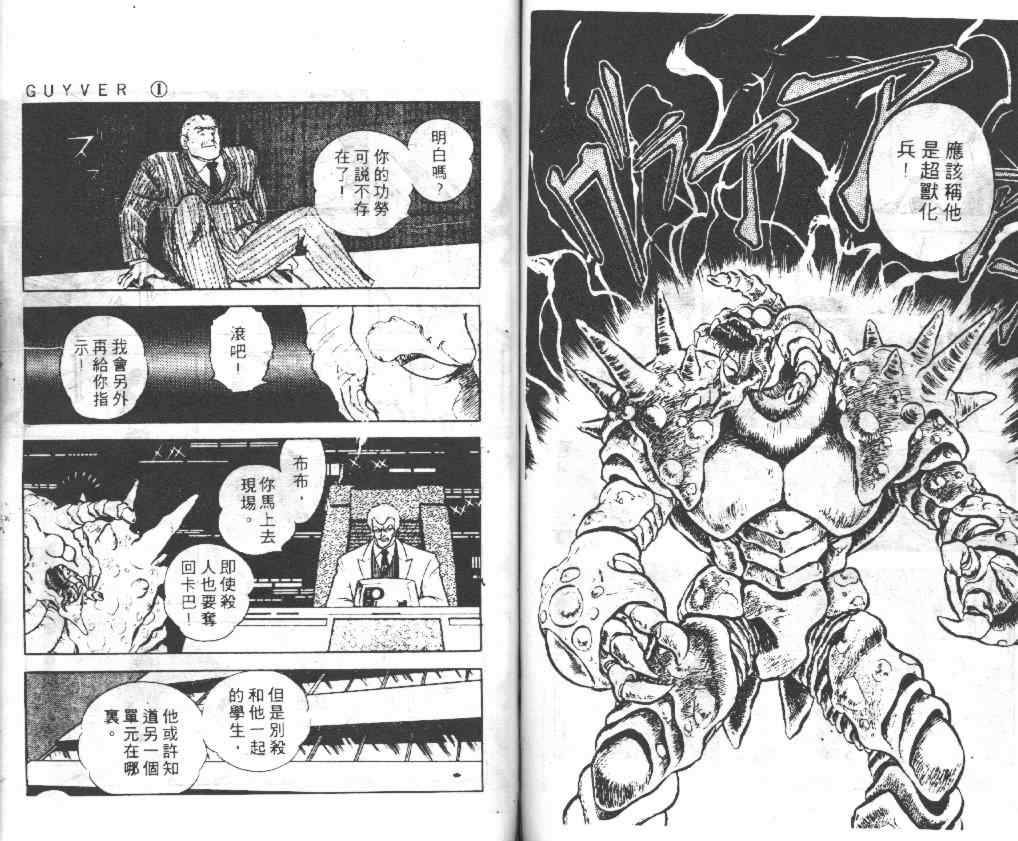 應該稱他
是超獸化
兵！
GUYVER ①
明白嗎？
你的功勞
可說不存
在了！
滾吧！
我會另外
再給你指
示！
布布，
你馬上去
現場。
即使殺
人也要奪
回卡巴！
但是別殺
和他一起
的學生，
他或許知
道另一個
單元在哪
裏。